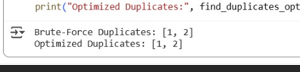 print("Optimized Duplicates:", find_duplicates_opt
Brute-Force Duplicates: [1, 2]
Optimized Duplicates: [1, 2]